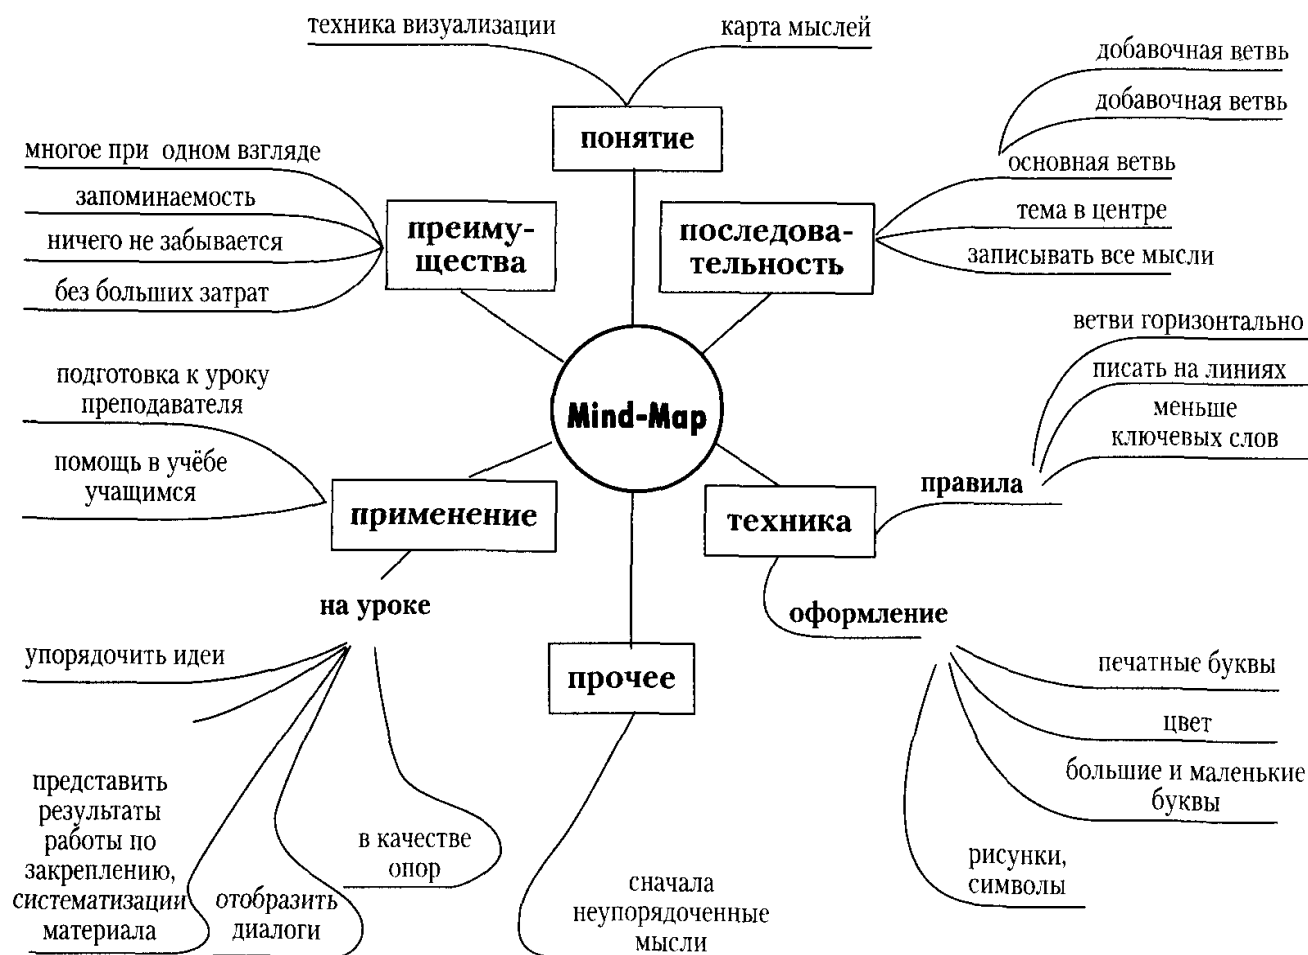 техника визуализации
карта мыслей
понятие
добавочная ветвь
добавочная ветвь
основная ветвь
тема в центре
записывать все мысли
последова-
тельность
многое при одном взгляде
запоминаемость
ничего не забывается
без больших затрат
преиму-
щества
Mind-Map
ветви горизонтально
писать на линиях
меньше
ключевых слов
правила
техника
оформление
печатные буквы
цвет
большие и маленькие
буквы
рисунки,
символы
подготовка к уроку
преподавателя
помощь в учёбе
учащимся
применение
на уроке
упорядочить идеи
представить
результаты
работы по
закреплению,
систематизации
материала
отобразить
диалоги
в качестве
опор
прочее
сначала
неупорядоченные
мысли